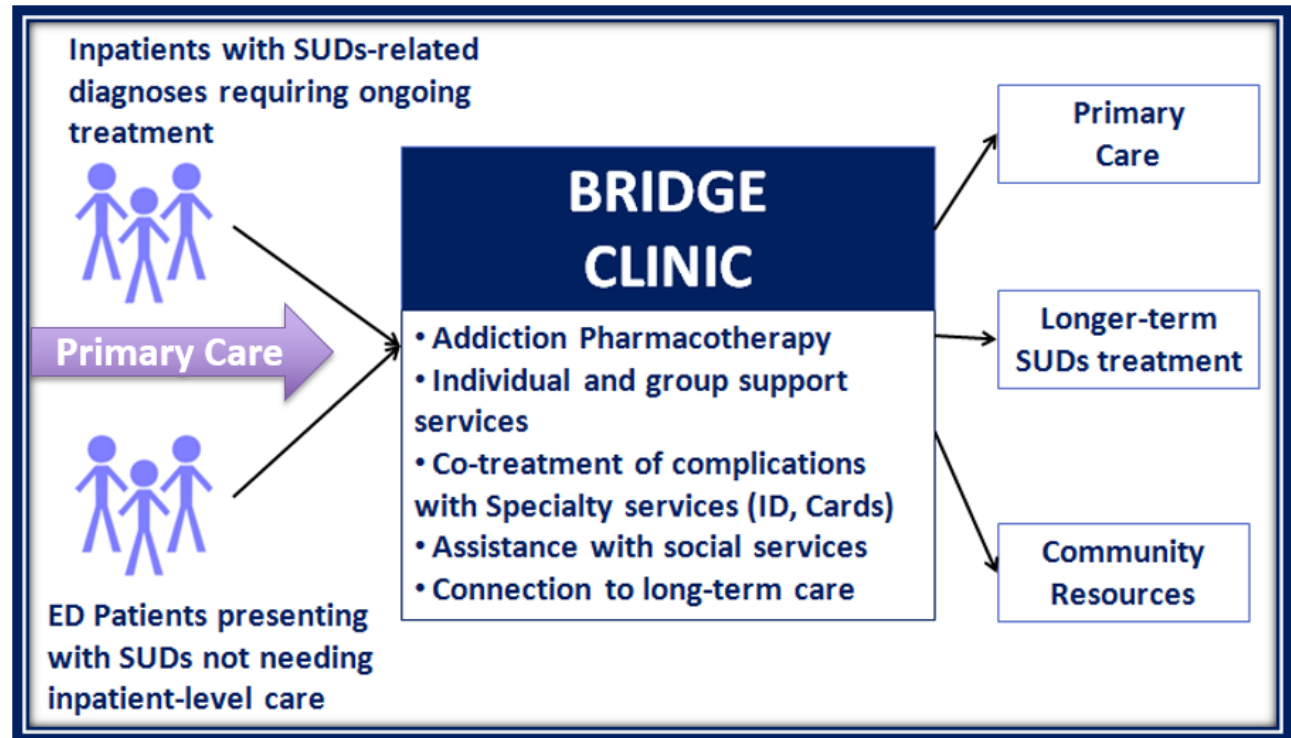 Inpatients with SUDs-related
diagnoses requiring ongoing
treatment
Primary Care
ED Patients presenting
with SUDs not needing
inpatient-level care
BRIDGE
CLINIC
• Addiction Pharmacotherapy
• Individual and group support
services
• Co-treatment of complications
with Specialty services (ID, Cards)
• Assistance with social services
• Connection to long-term care
Primary
Care
Longer-term
SUDs treatment
Community
Resources